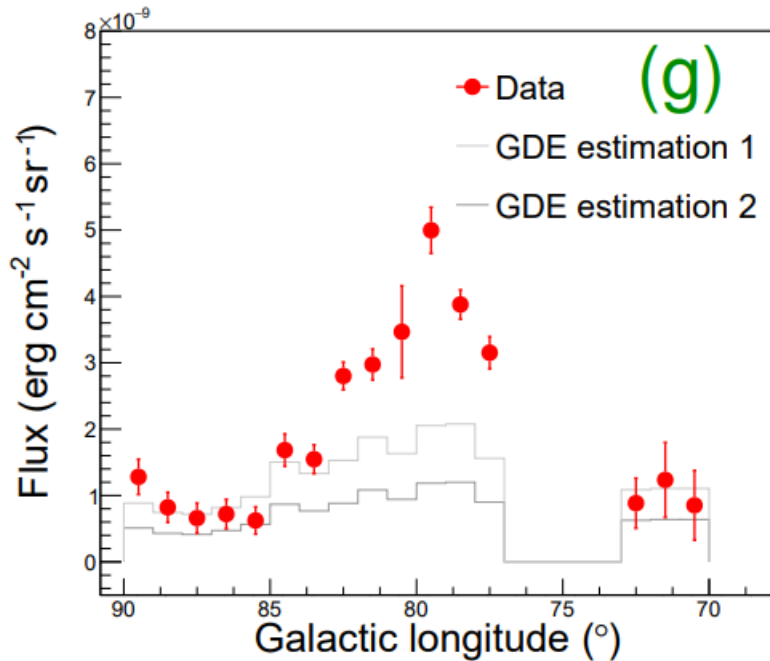 ×10⁻⁹
(g)
Data
GDE estimation 1
GDE estimation 2
8
7
6
5
4
3
2
1
0
Flux (erg cm⁻² s⁻¹ sr⁻¹)
90 85 80 75 70
Galactic longitude (°)